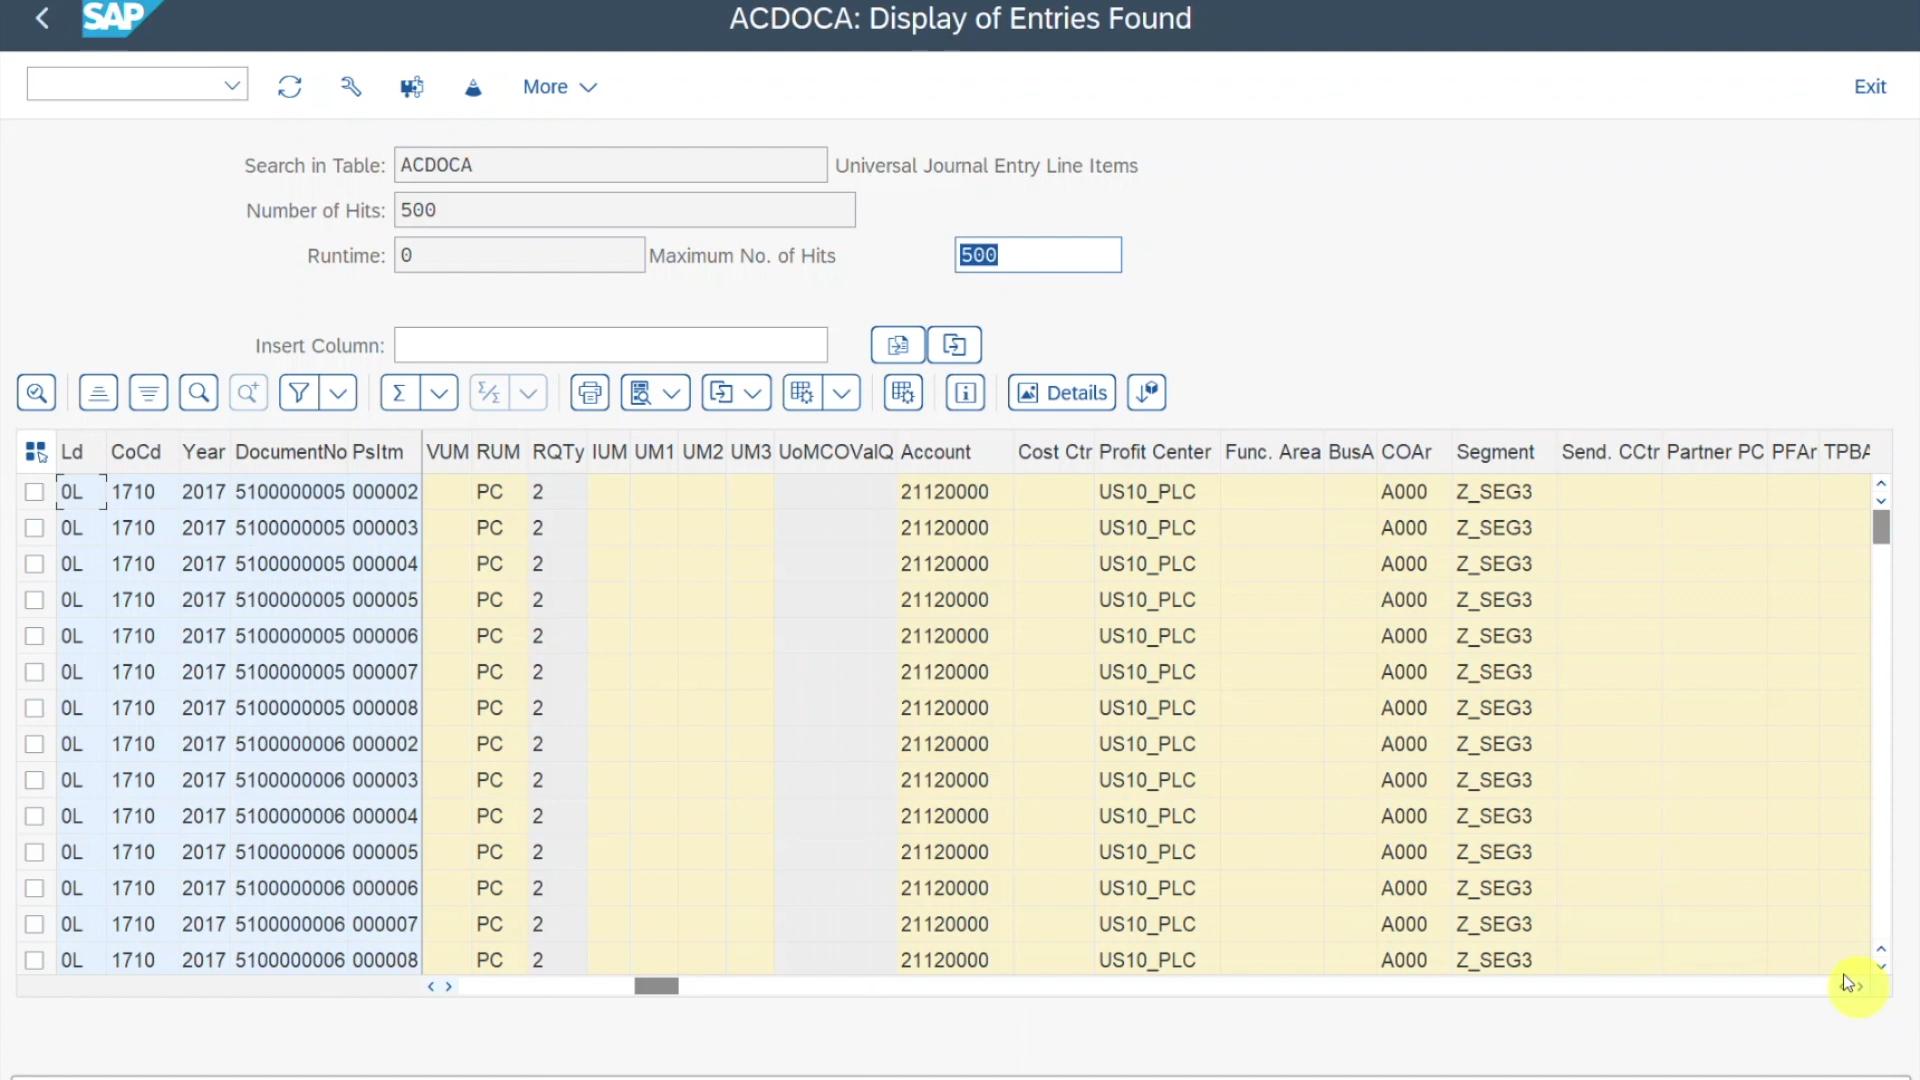 SAP
ACDOCA: Display of Entries Found
More
Exit
Search in Table: ACDOCA Universal Journal Entry Line Items
Number of Hits: 500
Runtime: 0 Maximum No. of Hits 500
Insert Column:
Details
Ld CoCd Year DocumentNo PsItm VUM RUM RQTy IUM UM1 UM2 UM3 UoMCOValQ Account Cost Ctr Profit Center Func. Area BusA COAr Segment Send. CCtr Partner PC PFAr TPBA
0L 1710 2017 5100000005 000002 PC 2 21120000 US10_PLC A000 Z_SEG3
0L 1710 2017 5100000005 000003 PC 2 21120000 US10_PLC A000 Z_SEG3
0L 1710 2017 5100000005 000004 PC 2 21120000 US10_PLC A000 Z_SEG3
0L 1710 2017 5100000005 000005 PC 2 21120000 US10_PLC A000 Z_SEG3
0L 1710 2017 5100000005 000006 PC 2 21120000 US10_PLC A000 Z_SEG3
0L 1710 2017 5100000005 000007 PC 2 21120000 US10_PLC A000 Z_SEG3
0L 1710 2017 5100000005 000008 PC 2 21120000 US10_PLC A000 Z_SEG3
0L 1710 2017 5100000006 000002 PC 2 21120000 US10_PLC A000 Z_SEG3
0L 1710 2017 5100000006 000003 PC 2 21120000 US10_PLC A000 Z_SEG3
0L 1710 2017 5100000006 000004 PC 2 21120000 US10_PLC A000 Z_SEG3
0L 1710 2017 5100000006 000005 PC 2 21120000 US10_PLC A000 Z_SEG3
0L 1710 2017 5100000006 000006 PC 2 21120000 US10_PLC A000 Z_SEG3
0L 1710 2017 5100000006 000007 PC 2 21120000 US10_PLC A000 Z_SEG3
0L 1710 2017 5100000006 000008 PC 2 21120000 US10_PLC A000 Z_SEG3